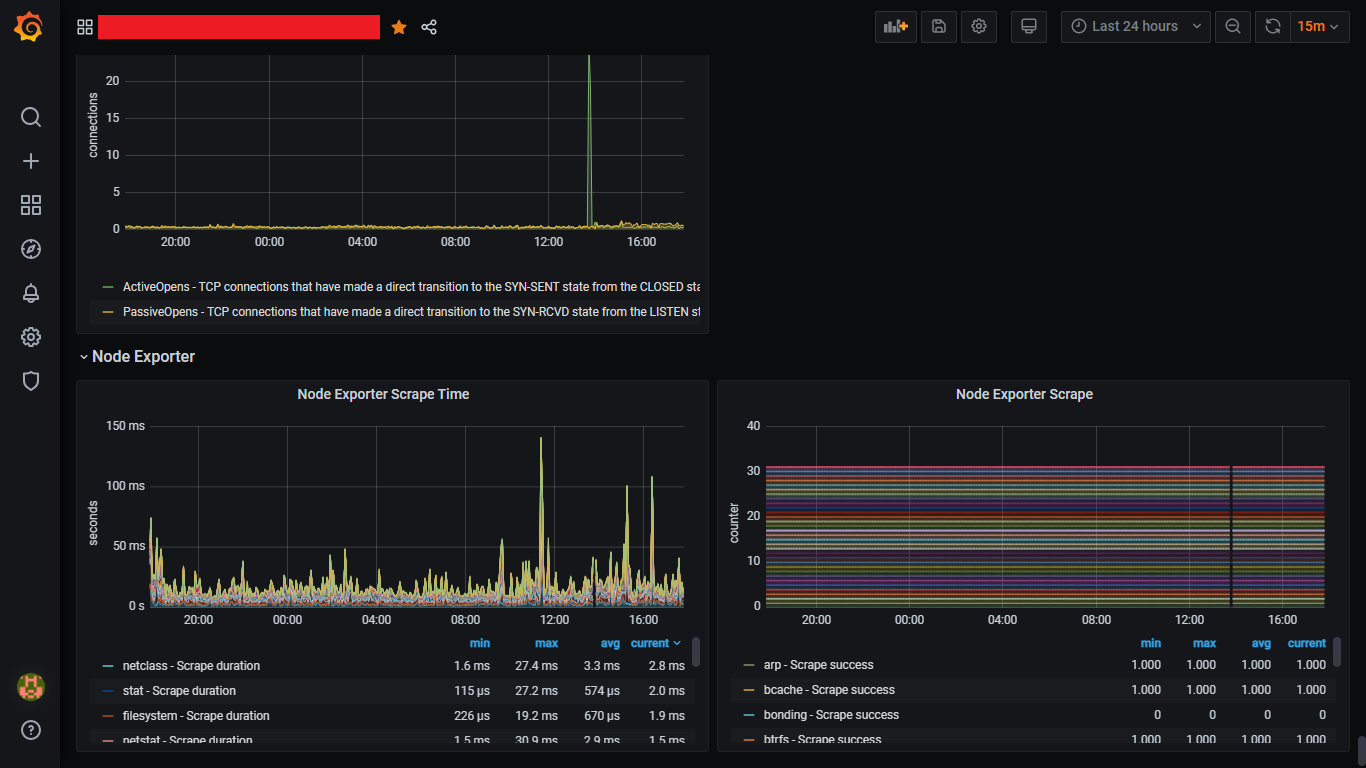 Last 24 hours
15m
connections
20
15
10
5
0
20:00 00:00 04:00 08:00 12:00 16:00
ActiveOpens - TCP connections that have made a direct transition to the SYN-SENT state from the CLOSED sta
PassiveOpens - TCP connections that have made a direct transition to the SYN-RCVD state from the LISTEN st
Node Exporter
Node Exporter Scrape Time
seconds
150 ms
100 ms
50 ms
0 s
20:00 00:00 04:00 08:00 12:00 16:00
min max avg current
netclass - Scrape duration 1.6 ms 27.4 ms 3.3 ms 2.8 ms
stat - Scrape duration 115 µs 27.2 ms 574 µs 2.0 ms
filesystem - Scrape duration 226 µs 19.2 ms 670 µs 1.9 ms
netstat - Scrape duration 1.5 ms 30.9 ms 2.9 ms 1.5 ms
Node Exporter Scrape
counter
40
30
20
10
0
20:00 00:00 04:00 08:00 12:00 16:00
min max avg current
arp - Scrape success 1.000 1.000 1.000 1.000
bcache - Scrape success 1.000 1.000 1.000 1.000
bonding - Scrape success 0 0 0 0
btrfs - Scrape success 1.000 1.000 1.000 1.000